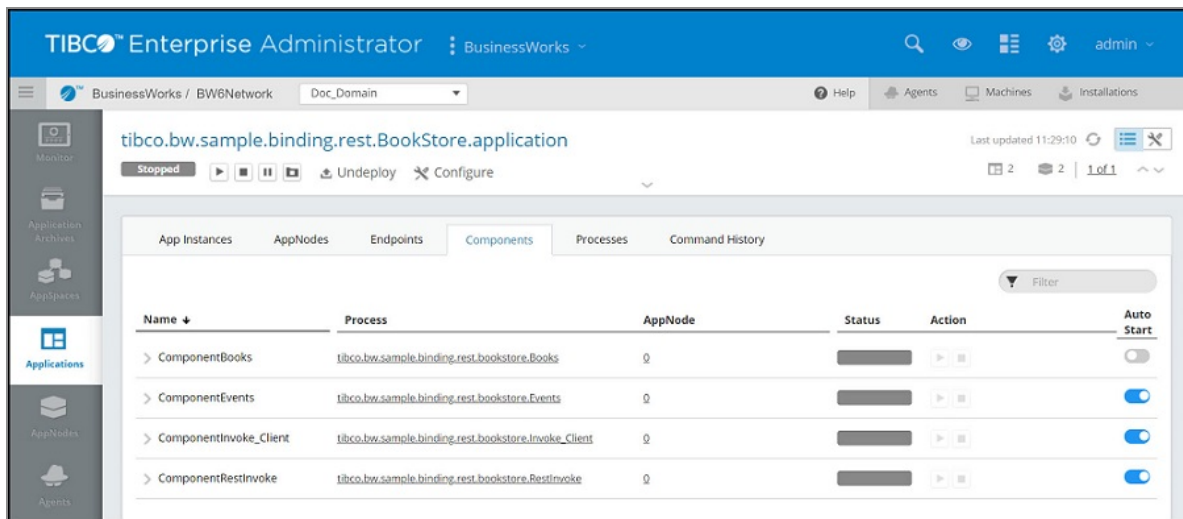 TIBCO™ Enterprise Administrator BusinessWorks admin
BusinessWorks / BW6Network Doc_Domain Help Agents Machines Installations
Monitor
tibco.bw.sample.binding.rest.BookStore.application Last updated 11:29:10
Stopped Undeploy Configure 2 2 1 of 1
Application
Archives
App Instances AppNodes Endpoints Components Processes Command History
AppSpaces
Filter
Name Process AppNode Status Action Auto
Start
Applications
ComponentBooks tibco.bw.sample.binding.rest.bookstore.Books 0
ComponentEvents tibco.bw.sample.binding.rest.bookstore.Events 0
AppNodes
ComponentInvoke_Client tibco.bw.sample.binding.rest.bookstore.Invoke_Client 0
ComponentRestInvoke tibco.bw.sample.binding.rest.bookstore.RestInvoke 0
Agents